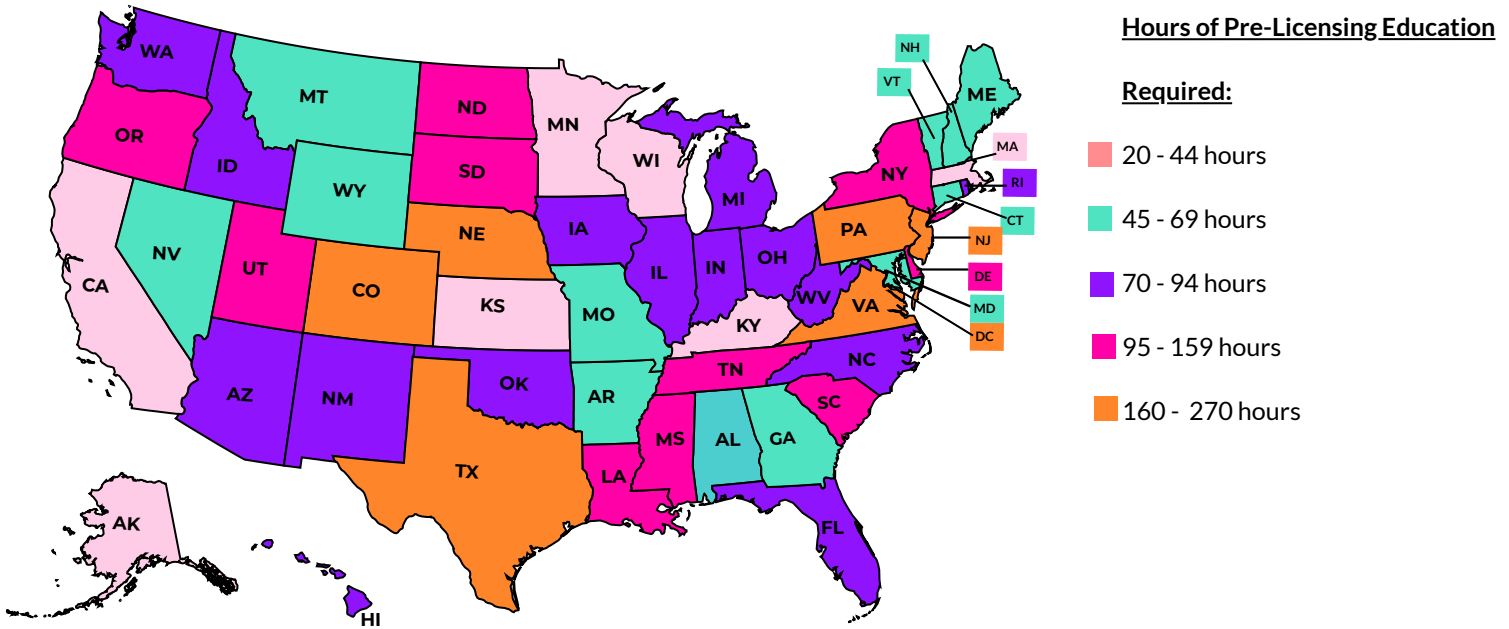 Hours of Pre-Licensing Education
Required:
20 - 44 hours
45 - 69 hours
70 - 94 hours
95 - 159 hours
160 - 270 hours
WA
MT
ND
MN
OR
ID
WY
SD
WI
MI
NY
VT
NH
ME
MA
RI
CT
NJ
DE
MD
DC
NV
UT
CO
NE
IA
IL
IN
OH
PA
WV
VA
CA
KS
MO
KY
AZ
NM
OK
AR
TN
NC
SC
TX
LA
MS
AL
GA
FL
AK
HI